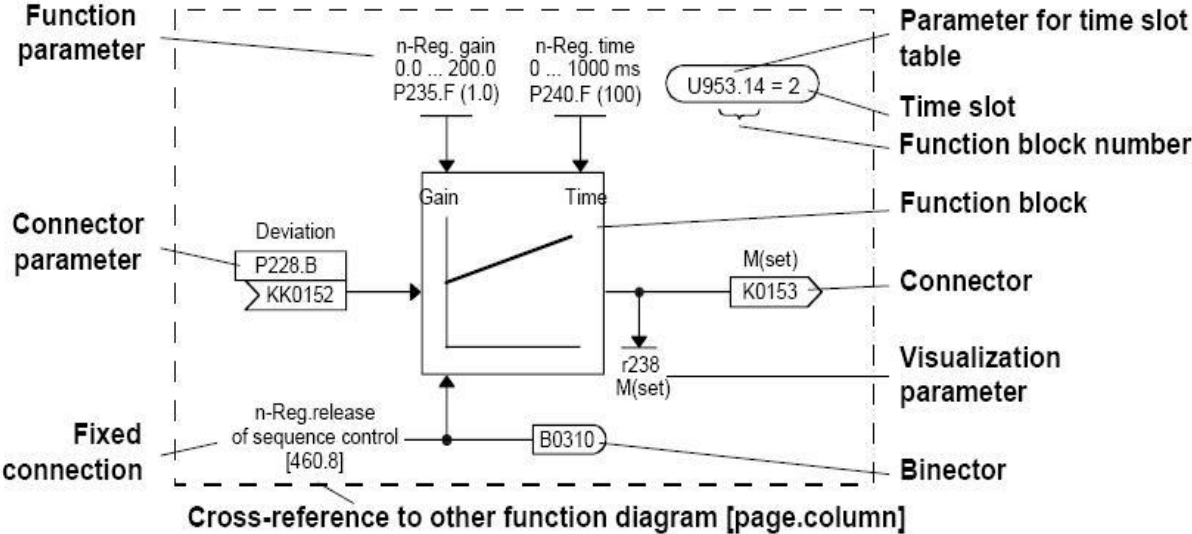 Function
parameter
n-Reg. gain
0.0 ... 200.0
P235.F (1.0)
n-Reg. time
0 ... 1000 ms
P240.F (100)
U953.14 = 2
Parameter for time slot
table
Time slot
Function block number
Gain
Time
Function block
Connector
parameter
Deviation
P228.B
KK0152
M(set)
K0153
Connector
r238
M(set)
Visualization
parameter
Fixed
connection
n-Reg.release
of sequence control
[460.8]
B0310
Binector
Cross-reference to other function diagram [page.column]